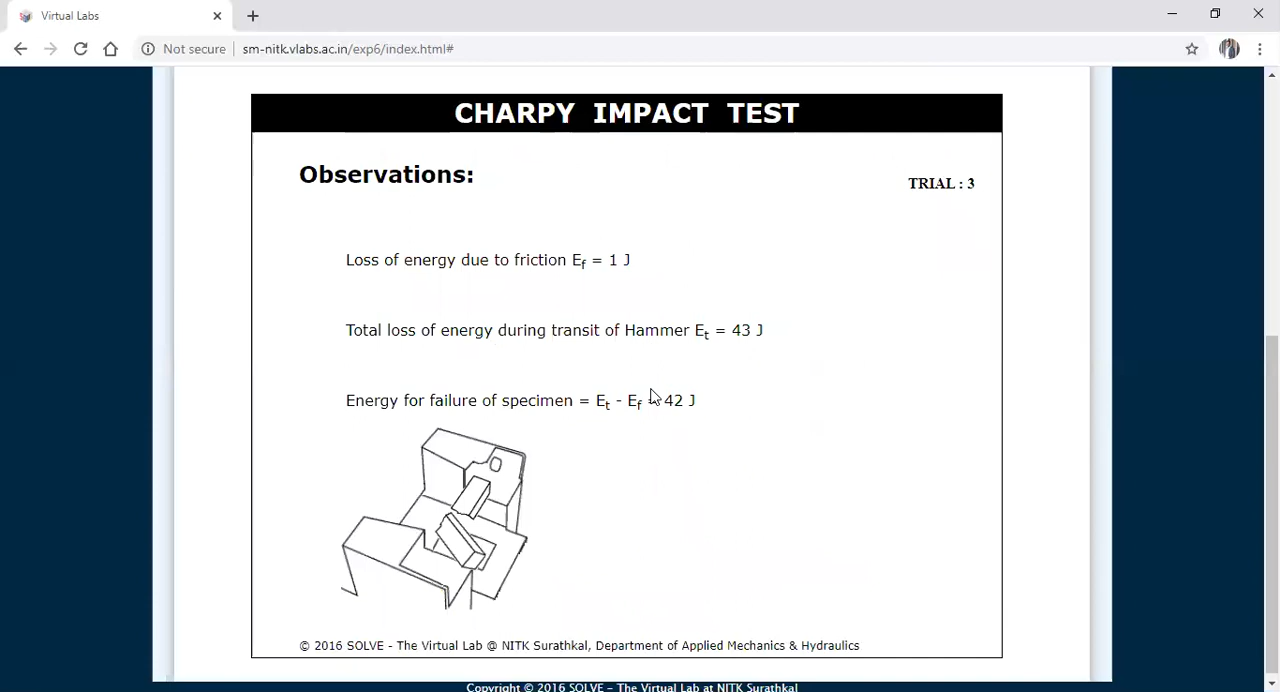 Virtual Labs
Not secure
sm-nitk.vlabs.ac.in/exp6/index.html#
CHARPY IMPACT TEST
Observations:
TRIAL : 3
Loss of energy due to friction Ef = 1 J
Total loss of energy during transit of Hammer Et = 43 J
Energy for failure of specimen = Et - Ef = 42 J
© 2016 SOLVE - The Virtual Lab @ NITK Surathkal, Department of Applied Mechanics & Hydraulics
Copyright © 2016 SOLVE – The Virtual Lab at NITK Surathkal